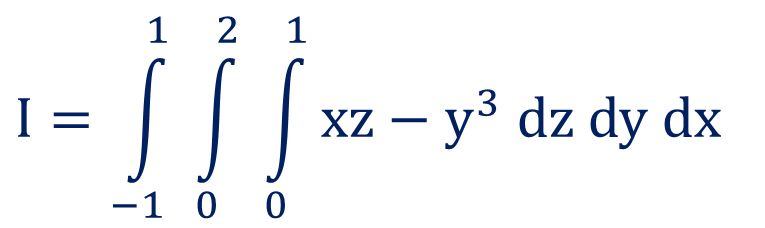 1 2 1
I = ∫ ∫ ∫ xz − y³ dz dy dx
−1 0 0